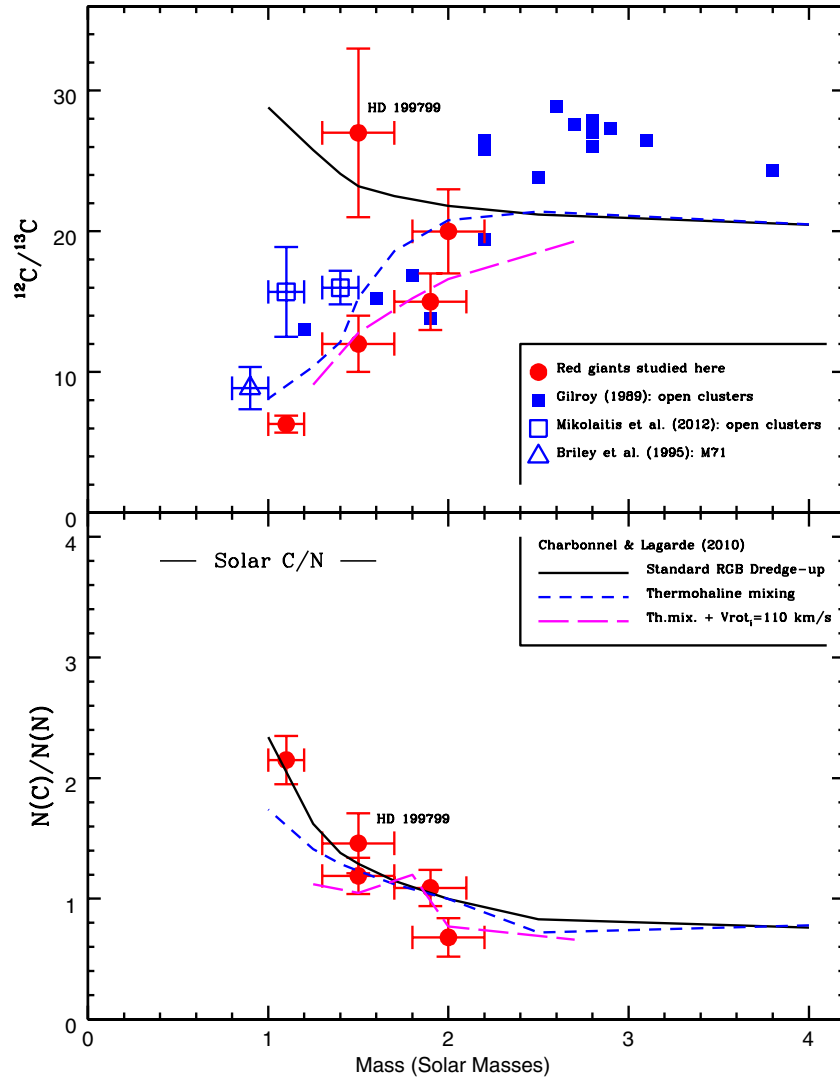 30
20
10
0
12C/13C
HD 199799
Red giants studied here
Gilroy (1989): open clusters
Mikolaitis et al. (2012): open clusters
Briley et al. (1995): M71
4
3
2
1
0
N(C)/N(N)
Solar C/N
Charbonnel & Lagarde (2010)
Standard RGB Dredge-up
Thermohaline mixing
Th.mix. + Vroti=110 km/s
HD 199799
0 1 2 3 4
Mass (Solar Masses)